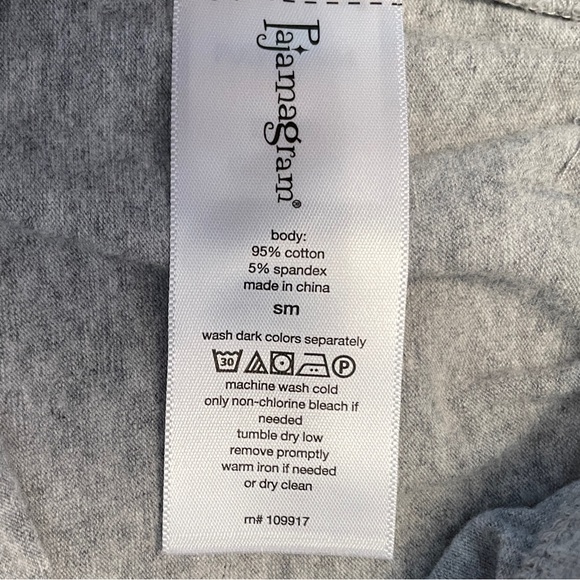 Pajamagram®
body:
95% cotton
5% spandex
made in china
sm
wash dark colors separately
30 P
machine wash cold
only non-chlorine bleach if
needed
tumble dry low
remove promptly
warm iron if needed
or dry clean
rn# 109917